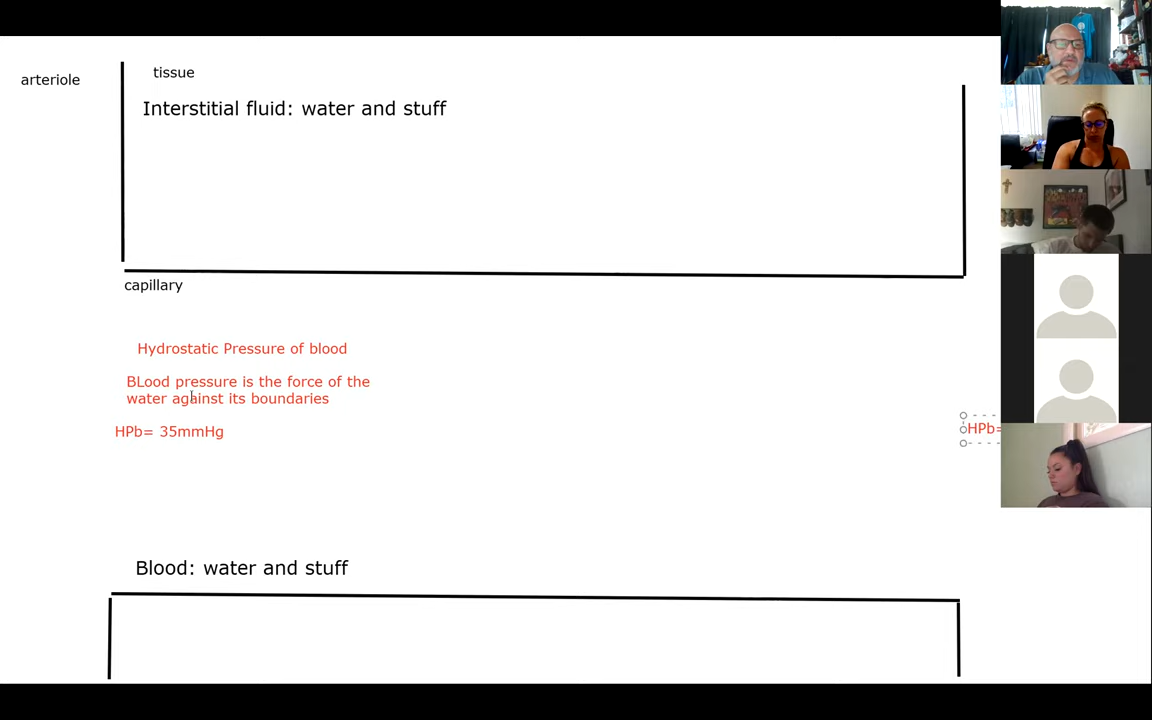 arteriole
tissue
Interstitial fluid: water and stuff
capillary
Hydrostatic Pressure of blood
BLood pressure is the force of the
water against its boundaries
HPb= 35mmHg
HPb=
Blood: water and stuff